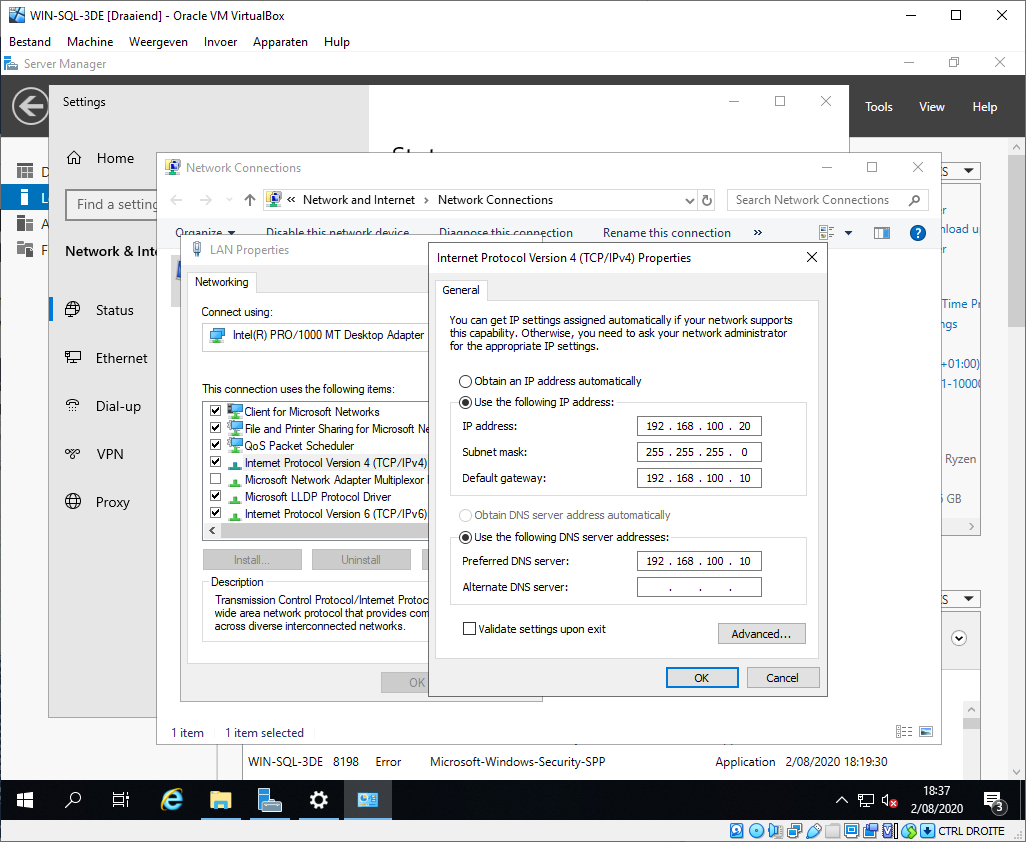 WIN-SQL-3DE [Draaiend] - Oracle VM VirtualBox
Bestand Machine Weergeven Invoer Apparaten Hulp
Server Manager
Settings
Tools View Help
Home
Network Connections
Find a setting
« Network and Internet › Network Connections
Search Network Connections
Organize Disable this network device Diagnose this connection Rename this connection »
Network & Inte
LAN Properties
Internet Protocol Version 4 (TCP/IPv4) Properties
Networking
General
Connect using:
Intel(R) PRO/1000 MT Desktop Adapter
You can get IP settings assigned automatically if your network supports
this capability. Otherwise, you need to ask your network administrator
for the appropriate IP settings.
Status
Ethernet
Dial-up
VPN
Proxy
This connection uses the following items:
Client for Microsoft Networks
File and Printer Sharing for Microsoft Ne
QoS Packet Scheduler
Internet Protocol Version 4 (TCP/IPv4)
Microsoft Network Adapter Multiplexor
Microsoft LLDP Protocol Driver
Internet Protocol Version 6 (TCP/IPv6)
Obtain an IP address automatically
Use the following IP address:
IP address: 192 . 168 . 100 . 20
Subnet mask: 255 . 255 . 255 . 0
Default gateway: 192 . 168 . 100 . 10
Obtain DNS server address automatically
Use the following DNS server addresses:
Preferred DNS server: 192 . 168 . 100 . 10
Alternate DNS server: . . .
Install... Uninstall
Description
Transmission Control Protocol/Internet Protoc
wide area network protocol that provides com
across diverse interconnected networks.
Validate settings upon exit
Advanced...
OK
OK Cancel
ownload u
Time Pr
ngs
+01:00)
1-10000
Ryzen
GB
1 item 1 item selected
WIN-SQL-3DE 8198 Error Microsoft-Windows-Security-SPP Application 2/08/2020 18:19:30
18:37
2/08/2020
3
CTRL DROITE